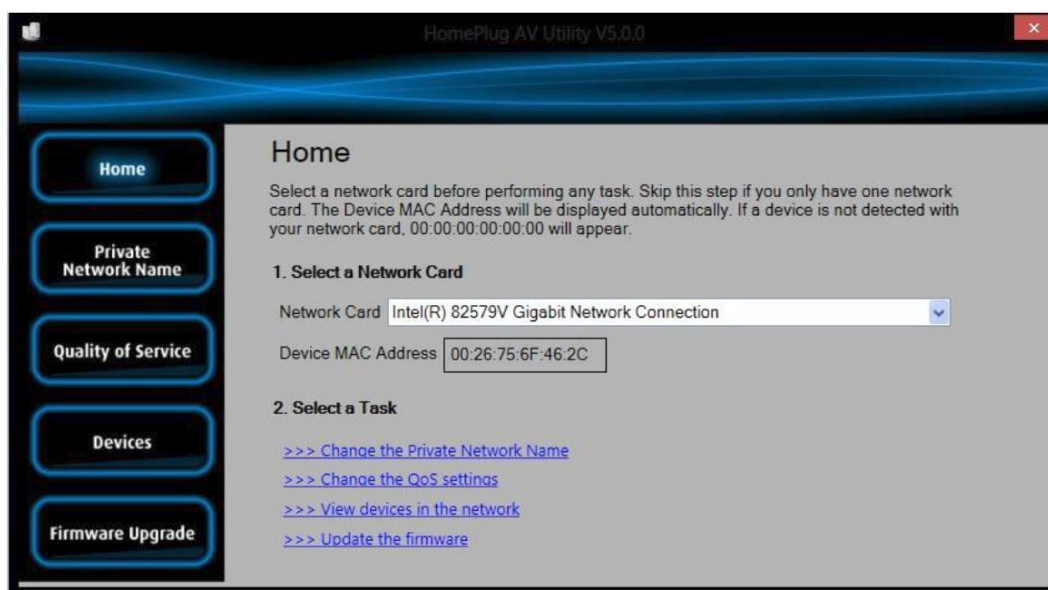 HomePlug AV Utility V5.0.0
Home
Private
Network Name
Quality of Service
Devices
Firmware Upgrade
Home
Select a network card before performing any task. Skip this step if you only have one network
card. The Device MAC Address will be displayed automatically. If a device is not detected with
your network card, 00:00:00:00:00:00 will appear.
1. Select a Network Card
Network Card Intel(R) 82579V Gigabit Network Connection
Device MAC Address 00:26:75:6F:46:2C
2. Select a Task
>>> Change the Private Network Name
>>> Change the QoS settings
>>> View devices in the network
>>> Update the firmware